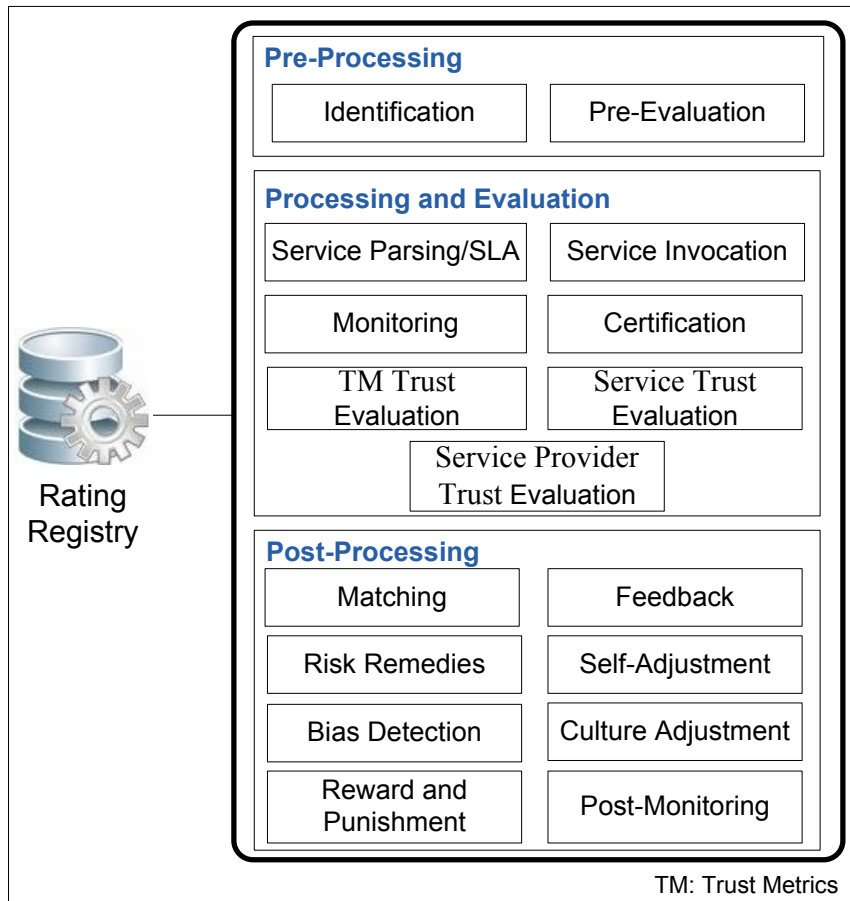 Pre-Processing
Identification
Pre-Evaluation
Processing and Evaluation
Service Parsing/SLA
Service Invocation
Monitoring
Certification
TM Trust
Evaluation
Service Trust
Evaluation
Service Provider
Trust Evaluation
Rating
Registry
Post-Processing
Matching
Feedback
Risk Remedies
Self-Adjustment
Bias Detection
Culture Adjustment
Reward and
Punishment
Post-Monitoring
TM: Trust Metrics